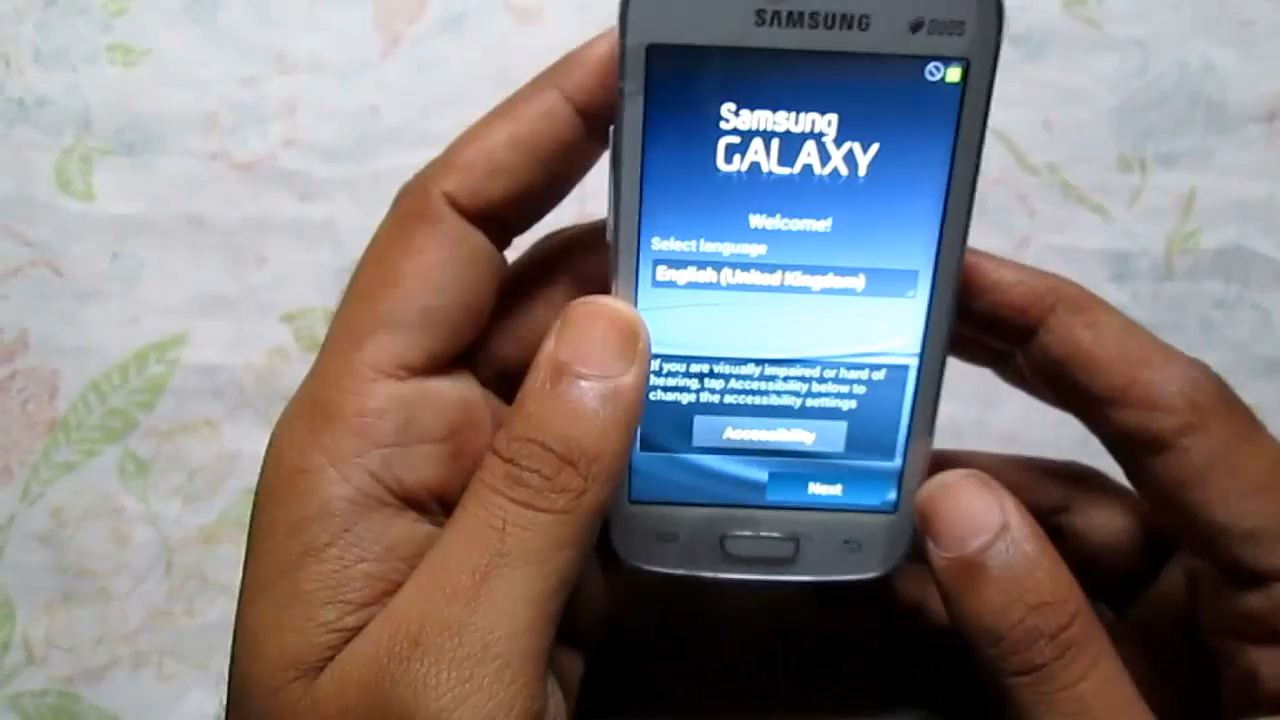 SAMSUNG DUOS
Samsung
GALAXY
Welcome!
Select language
English (United Kingdom)
If you are visually impaired or hard of
hearing, tap Accessibility below to
change the accessibility settings
Accessibility
Next